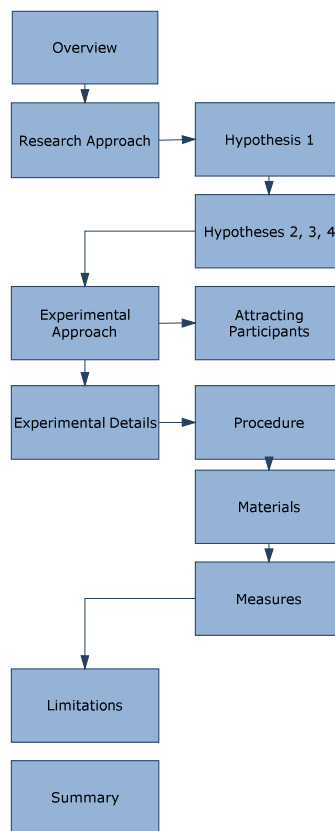 Overview
Research Approach
Hypothesis 1
Hypotheses 2, 3, 4
Experimental
Approach
Attracting
Participants
Experimental Details
Procedure
Materials
Measures
Limitations
Summary